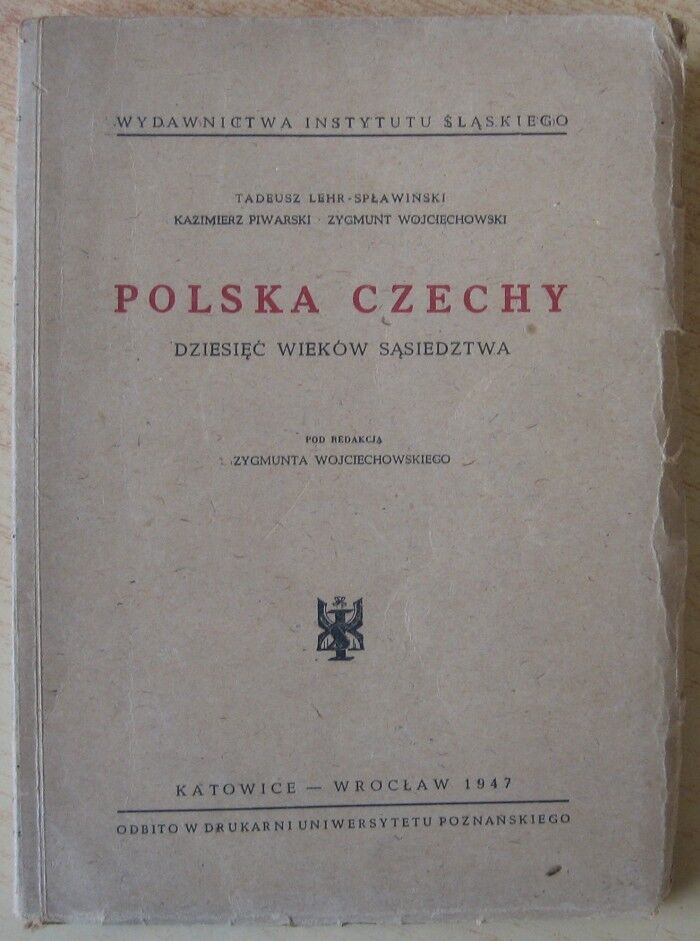 WYDAWNICTWA INSTYTUTU ŚLĄSKIEGO
TADEUSZ LEHR-SPŁAWIŃSKI
KAZIMIERZ PIWARSKI · ZYGMUNT WOJCIECHOWSKI
POLSKA CZECHY
DZIESIĘĆ WIEKÓW SĄSIEDZTWA
POD REDAKCJĄ
ZYGMUNTA WOJCIECHOWSKIEGO
KATOWICE — WROCŁAW 1947
ODBITO W DRUKARNI UNIWERSYTETU POZNAŃSKIEGO